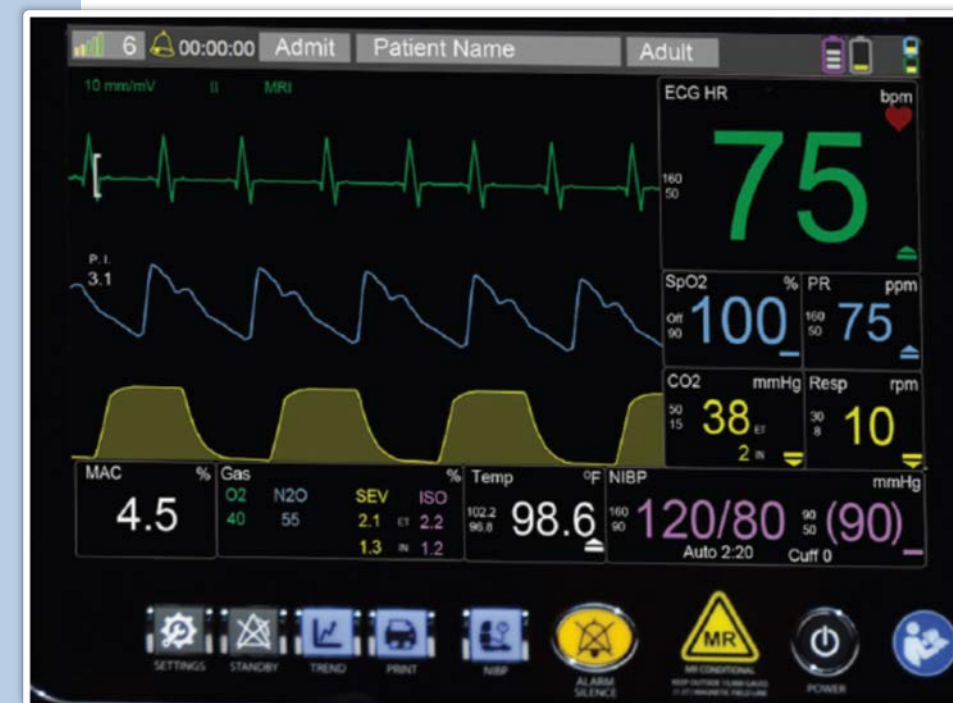 6 00:00:00 Admit Patient Name Adult
10 mm/mV II MRI
ECG HR bpm
160
50
75
P.I.
3.1
SpO2 %
Off
90
100
PR ppm
160
50
75
CO2 mmHg
50
15
38 ET
2 IN
Resp rpm
30
8
10
MAC %
4.5
Gas %
O2 N2O SEV ISO
40 55 2.1 ET 2.2
1.3 IN 1.2
Temp °F
102.2
96.8
98.6
NIBP mmHg
160
90
120/80
90
50
(90)
Auto 2:20 Cuff 0
SETTINGS
STANDBY
TREND
PRINT
NIBP
ALARM
SILENCE
MR
MR CONDITIONAL
POWER